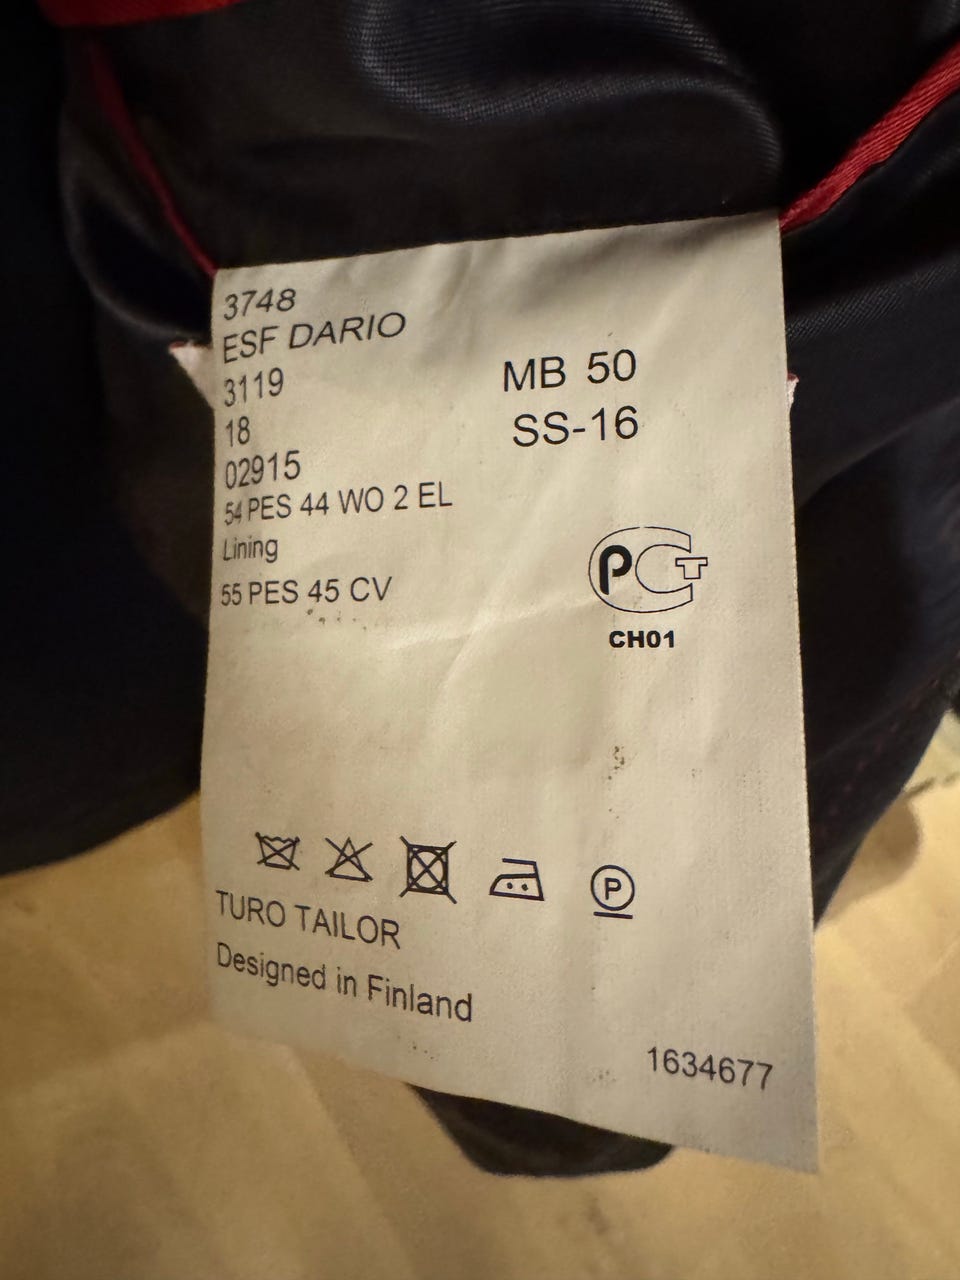 3748
ESF DARIO
3119
18
02915
54 PES 44 WO 2 EL
Lining
55 PES 45 CV
MB 50
SS-16
РСТ
CH01
P
TURO TAILOR
Designed in Finland
1634677